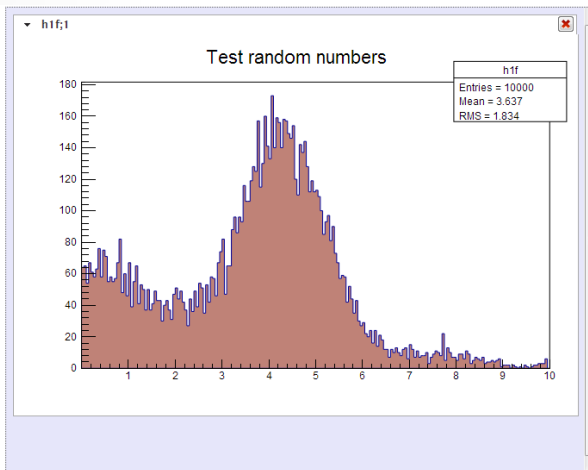 h1f;1
Test random numbers
h1f
Entries = 10000
Mean = 3.637
RMS = 1.834
180
160
140
120
100
80
60
40
20
0
1 2 3 4 5 6 7 8 9 10